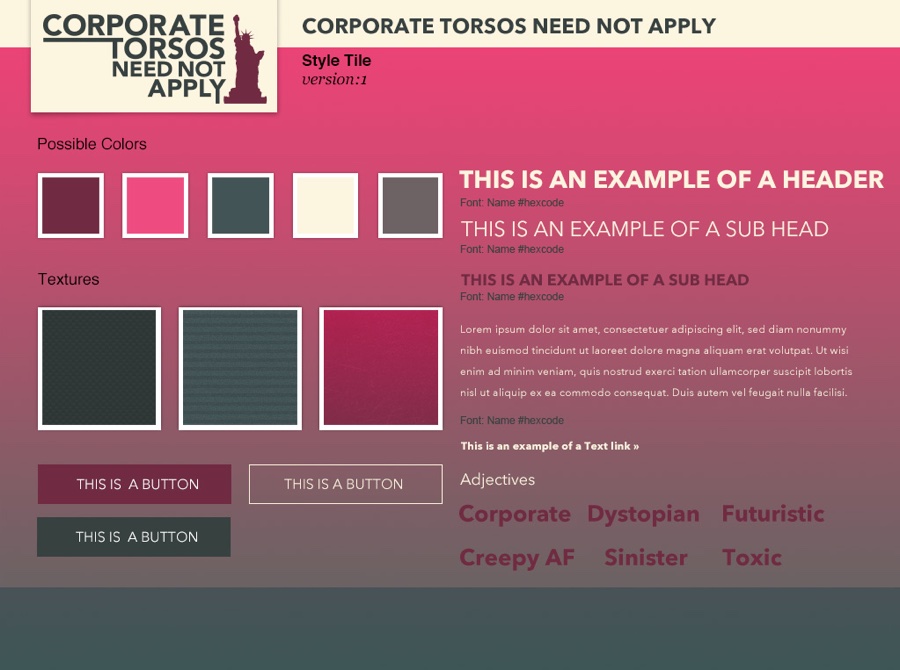 CORPORATE
TORSOS
NEED NOT
APPLY
CORPORATE TORSOS NEED NOT APPLY
Style Tile
version:1
Possible Colors
THIS IS AN EXAMPLE OF A HEADER
Font: Name #hexcode
THIS IS AN EXAMPLE OF A SUB HEAD
Font: Name #hexcode
Textures
THIS IS AN EXAMPLE OF A SUB HEAD
Font: Name #hexcode
Lorem ipsum dolor sit amet, consectetuer adipiscing elit, sed diam nonummy
nibh euismod tincidunt ut laoreet dolore magna aliquam erat volutpat. Ut wisi
enim ad minim veniam, quis nostrud exerci tation ullamcorper suscipit lobortis
nisl ut aliquip ex ea commodo consequat. Duis autem vel feugait nulla facilisi.
Font: Name #hexcode
This is an example of a Text link »
THIS IS A BUTTON
THIS IS A BUTTON
THIS IS A BUTTON
Adjectives
Corporate Dystopian Futuristic
Creepy AF Sinister Toxic